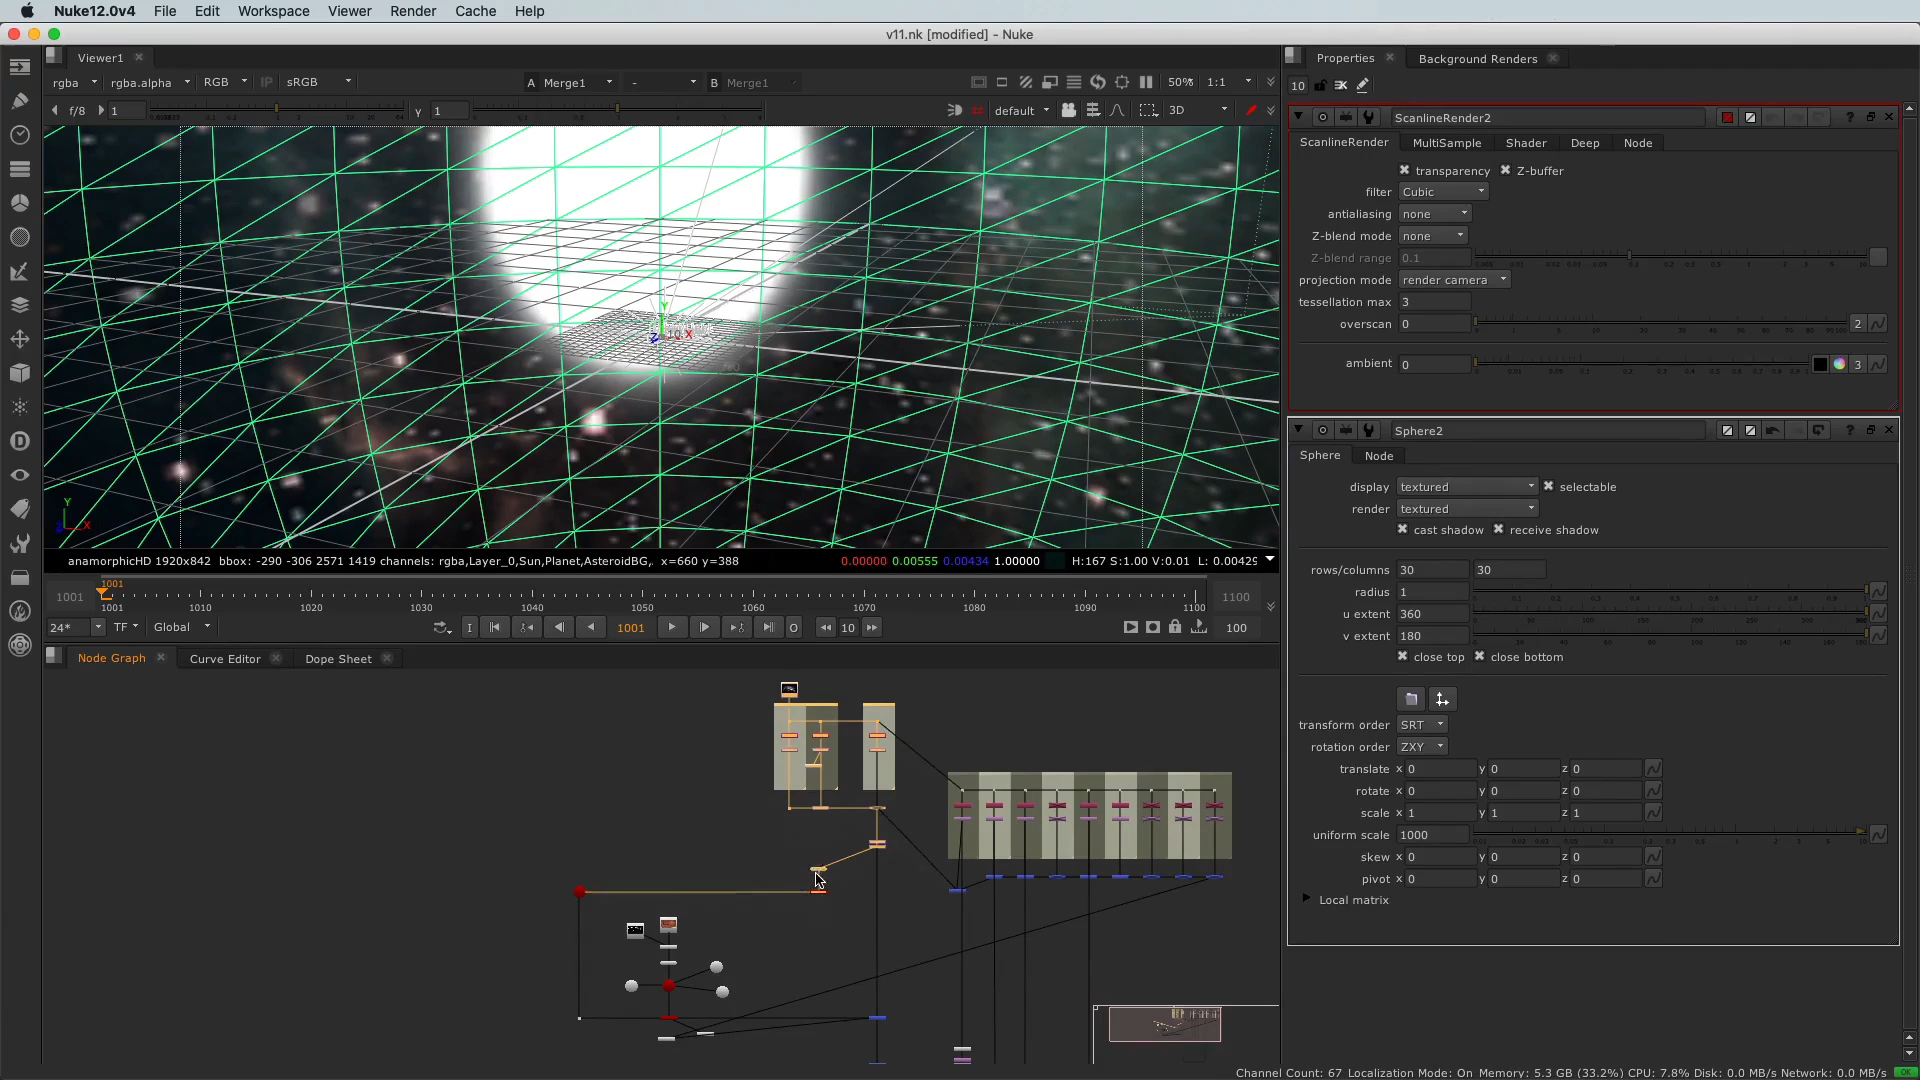 Nuke12.0v4 File Edit Workspace Viewer Render Cache Help
v11.nk [modified] - Nuke
Viewer1
rgba rgba.alpha RGB IP sRGB A Merge1 - B Merge1 50% 1:1
f/8 1 y 1 default 3D
Y
Z 10 X
Y
X
anamorphicHD 1920x842 bbox: -290 -306 2571 1419 channels: rgba,Layer_0,Sun,Planet,AsteroidBG,. x=660 y=388 0.00000 0.00555 0.00434 1.00000 H:167 S:1.00 V:0.01 L: 0.00429
1001
1001 1100
1001 1010 1020 1030 1040 1050 1060 1070 1080 1090 1100
24* TF Global I 1001 O 10 100
Node Graph Curve Editor Dope Sheet
Properties Background Renders
10
ScanlineRender2 ?
ScanlineRender MultiSample Shader Deep Node
transparency Z-buffer
filter Cubic
antialiasing none
Z-blend mode none
Z-blend range 0.1
projection mode render camera
tessellation max 3
overscan 0 2
ambient 0 3
Sphere2 ?
Sphere Node
display textured selectable
render textured
cast shadow receive shadow
rows/columns 30 30
radius 1
u extent 360
v extent 180
close top close bottom
transform order SRT
rotation order ZXY
translate x 0 y 0 z 0
rotate x 0 y 0 z 0
scale x 1 y 1 z 1
uniform scale 1000
skew x 0 y 0 z 0
pivot x 0 y 0 z 0
Local matrix
Channel Count: 67 Localization Mode: On Memory: 5.3 GB (33.2%) CPU: 7.8% Disk: 0.0 MB/s Network: 0.0 MB/s OK